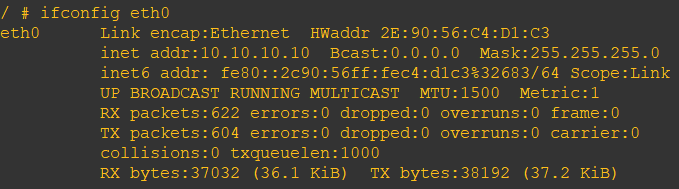 / # ifconfig eth0
eth0 Link encap:Ethernet HWaddr 2E:90:56:C4:D1:C3
inet addr:10.10.10.10 Bcast:0.0.0.0 Mask:255.255.255.0
inet6 addr: fe80::2c90:56ff:fec4:d1c3%32683/64 Scope:Link
UP BROADCAST RUNNING MULTICAST MTU:1500 Metric:1
RX packets:622 errors:0 dropped:0 overruns:0 frame:0
TX packets:604 errors:0 dropped:0 overruns:0 carrier:0
collisions:0 txqueuelen:1000
RX bytes:37032 (36.1 KiB) TX bytes:38192 (37.2 KiB)